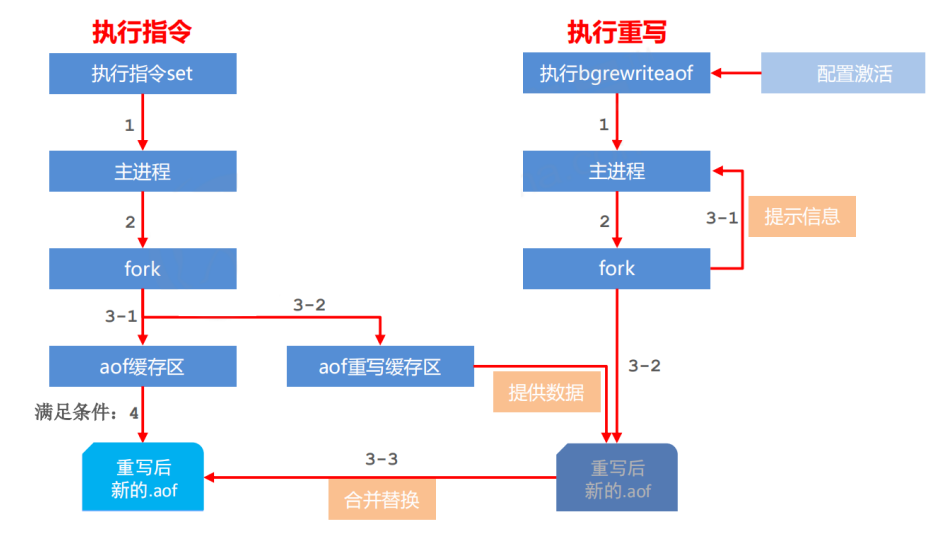 执行指令
执行重写
执行指令set
执行bgrewriteaof
配置激活
1
1
主进程
主进程
2
2
3-1
提示信息
fork
fork
3-1
3-2
aof缓存区
aof重写缓存区
3-2
提供数据
满足条件：4
重写后
新的.aof
3-3
合并替换
重写后
新的.aof